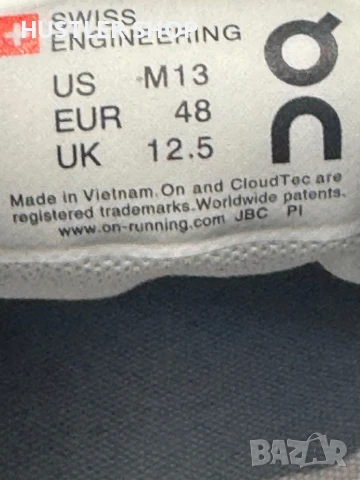 HUSTLER SHOP
SWISS
ENGINEERING
US M13
EUR 48
UK 12.5
Made in Vietnam. On and CloudTec are
registered trademarks. Worldwide patents.
www.on-running.com JBC PI
On
bazar